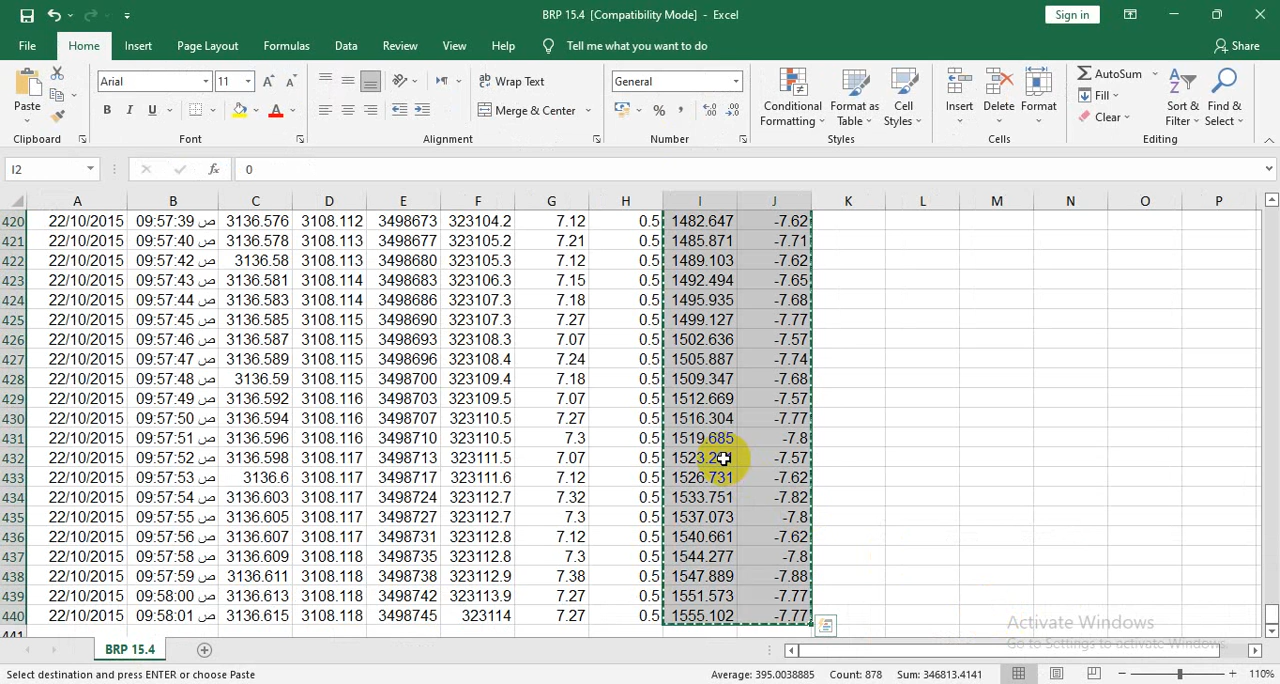 BRP 15.4 [Compatibility Mode] - Excel
Sign in
File Home Insert Page Layout Formulas Data Review View Help Tell me what you want to do Share
Paste
Arial 11
B I U
Wrap Text
Merge & Center
General
Conditional Formatting
Format as Table
Cell Styles
Insert Delete Format
AutoSum
Fill
Clear
Sort & Filter
Find & Select
Clipboard Font Alignment Number Styles Cells Editing
I2 fx 0
A B C D E F G H I J K L M N O P
420 22/10/2015 09:57:39 ص 3136.576 3108.112 3498673 323104.2 7.12 0.5 1482.647 -7.62
421 22/10/2015 09:57:40 ص 3136.578 3108.113 3498677 323105.2 7.21 0.5 1485.871 -7.71
422 22/10/2015 09:57:42 ص 3136.58 3108.113 3498680 323105.3 7.12 0.5 1489.103 -7.62
423 22/10/2015 09:57:43 ص 3136.581 3108.114 3498683 323106.3 7.15 0.5 1492.494 -7.65
424 22/10/2015 09:57:44 ص 3136.583 3108.114 3498686 323107.3 7.18 0.5 1495.935 -7.68
425 22/10/2015 09:57:45 ص 3136.585 3108.115 3498690 323107.3 7.27 0.5 1499.127 -7.77
426 22/10/2015 09:57:46 ص 3136.587 3108.115 3498693 323108.3 7.07 0.5 1502.636 -7.57
427 22/10/2015 09:57:47 ص 3136.589 3108.115 3498696 323108.4 7.24 0.5 1505.887 -7.74
428 22/10/2015 09:57:48 ص 3136.59 3108.115 3498700 323109.4 7.18 0.5 1509.347 -7.68
429 22/10/2015 09:57:49 ص 3136.592 3108.116 3498703 323109.5 7.07 0.5 1512.669 -7.57
430 22/10/2015 09:57:50 ص 3136.594 3108.116 3498707 323110.5 7.27 0.5 1516.304 -7.77
431 22/10/2015 09:57:51 ص 3136.596 3108.116 3498710 323110.5 7.3 0.5 1519.685 -7.8
432 22/10/2015 09:57:52 ص 3136.598 3108.117 3498713 323111.5 7.07 0.5 -7.57
433 22/10/2015 09:57:53 ص 3136.6 3108.117 3498717 323111.6 7.12 0.5 1526.731 -7.62
434 22/10/2015 09:57:54 ص 3136.603 3108.117 3498724 323112.7 7.32 0.5 1533.751 -7.82
435 22/10/2015 09:57:55 ص 3136.605 3108.117 3498727 323112.7 7.3 0.5 1537.073 -7.8
436 22/10/2015 09:57:56 ص 3136.607 3108.117 3498731 323112.8 7.12 0.5 1540.661 -7.62
437 22/10/2015 09:57:58 ص 3136.609 3108.118 3498735 323112.8 7.3 0.5 1544.277 -7.8
438 22/10/2015 09:57:59 ص 3136.611 3108.118 3498738 323112.9 7.38 0.5 1547.889 -7.88
439 22/10/2015 09:58:00 ص 3136.613 3108.118 3498742 323113.9 7.27 0.5 1551.573 -7.77
440 22/10/2015 09:58:01 ص 3136.615 3108.118 3498745 323114 7.27 0.5 1555.102 -7.77
441
Activate Windows
Go to Settings to activate Windows.
BRP 15.4
Select destination and press ENTER or choose Paste Average: 395.0038885 Count: 878 Sum: 346813.4141 110%